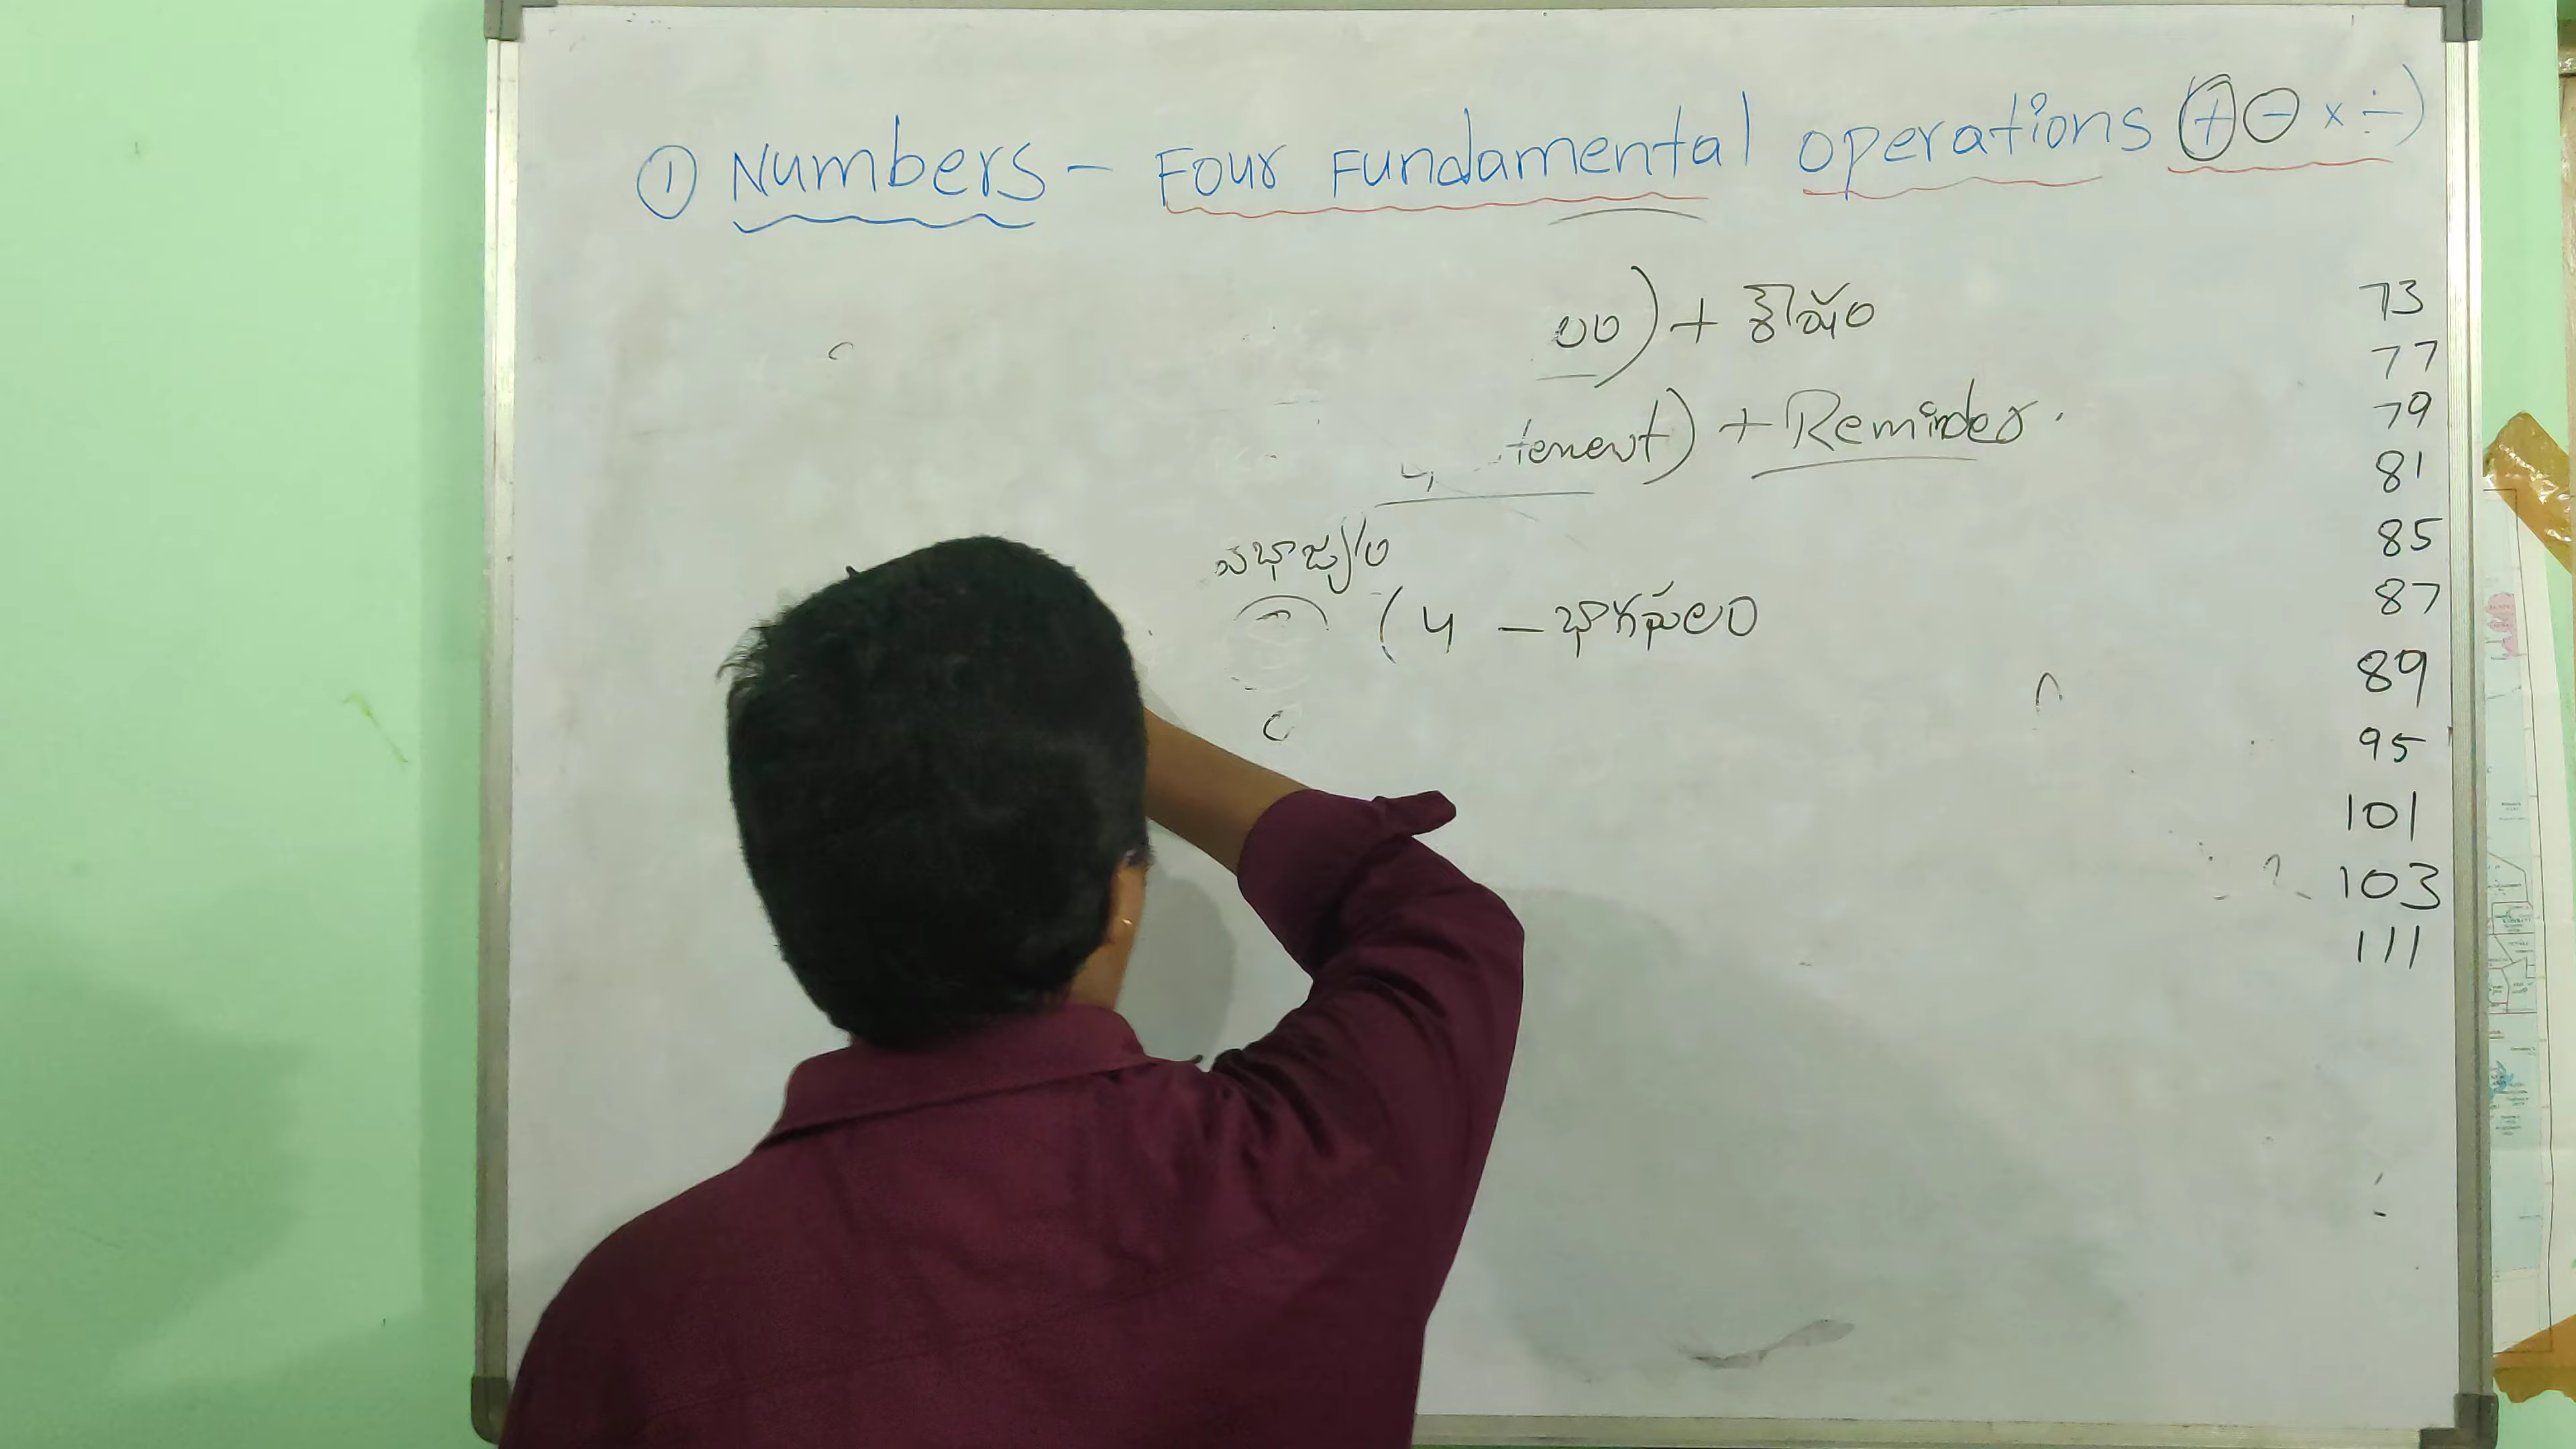 ① Numbers - Four Fundamental operations (+ - × ÷)
) + శేషం
tement) + Reminder.
విభాజ్యం
(4 - భాగఫలం
73
77
79
81
85
87
89
95
101
103
111